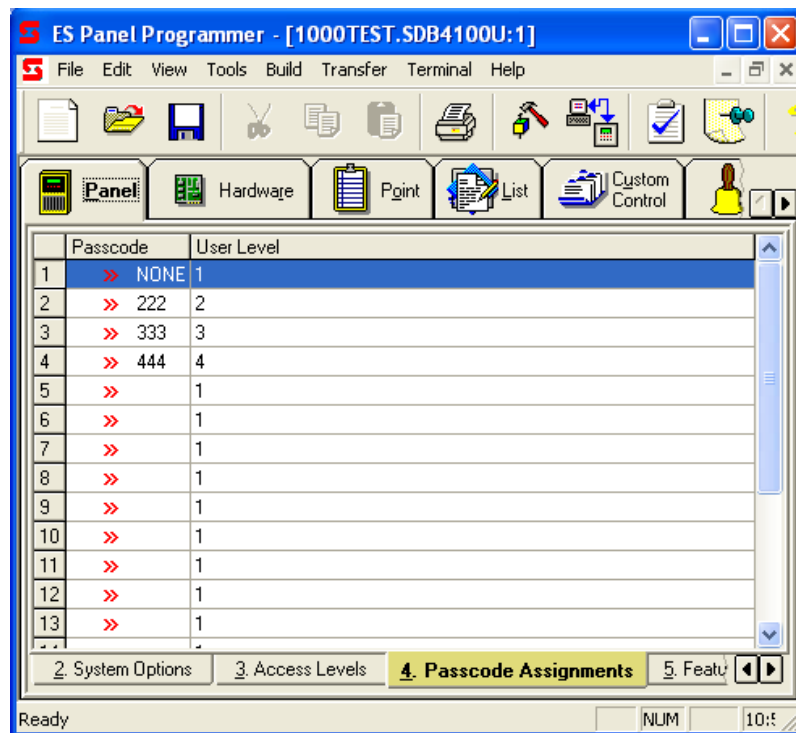 ES Panel Programmer - [1000TEST.SDB4100U:1]
File Edit View Tools Build Transfer Terminal Help
Panel Hardware Point List Custom Control
Passcode User Level
1 » NONE 1
2 » 222 2
3 » 333 3
4 » 444 4
5 » 1
6 » 1
7 » 1
8 » 1
9 » 1
10 » 1
11 » 1
12 » 1
13 » 1
2. System Options 3. Access Levels 4. Passcode Assignments 5. Featu
Ready NUM